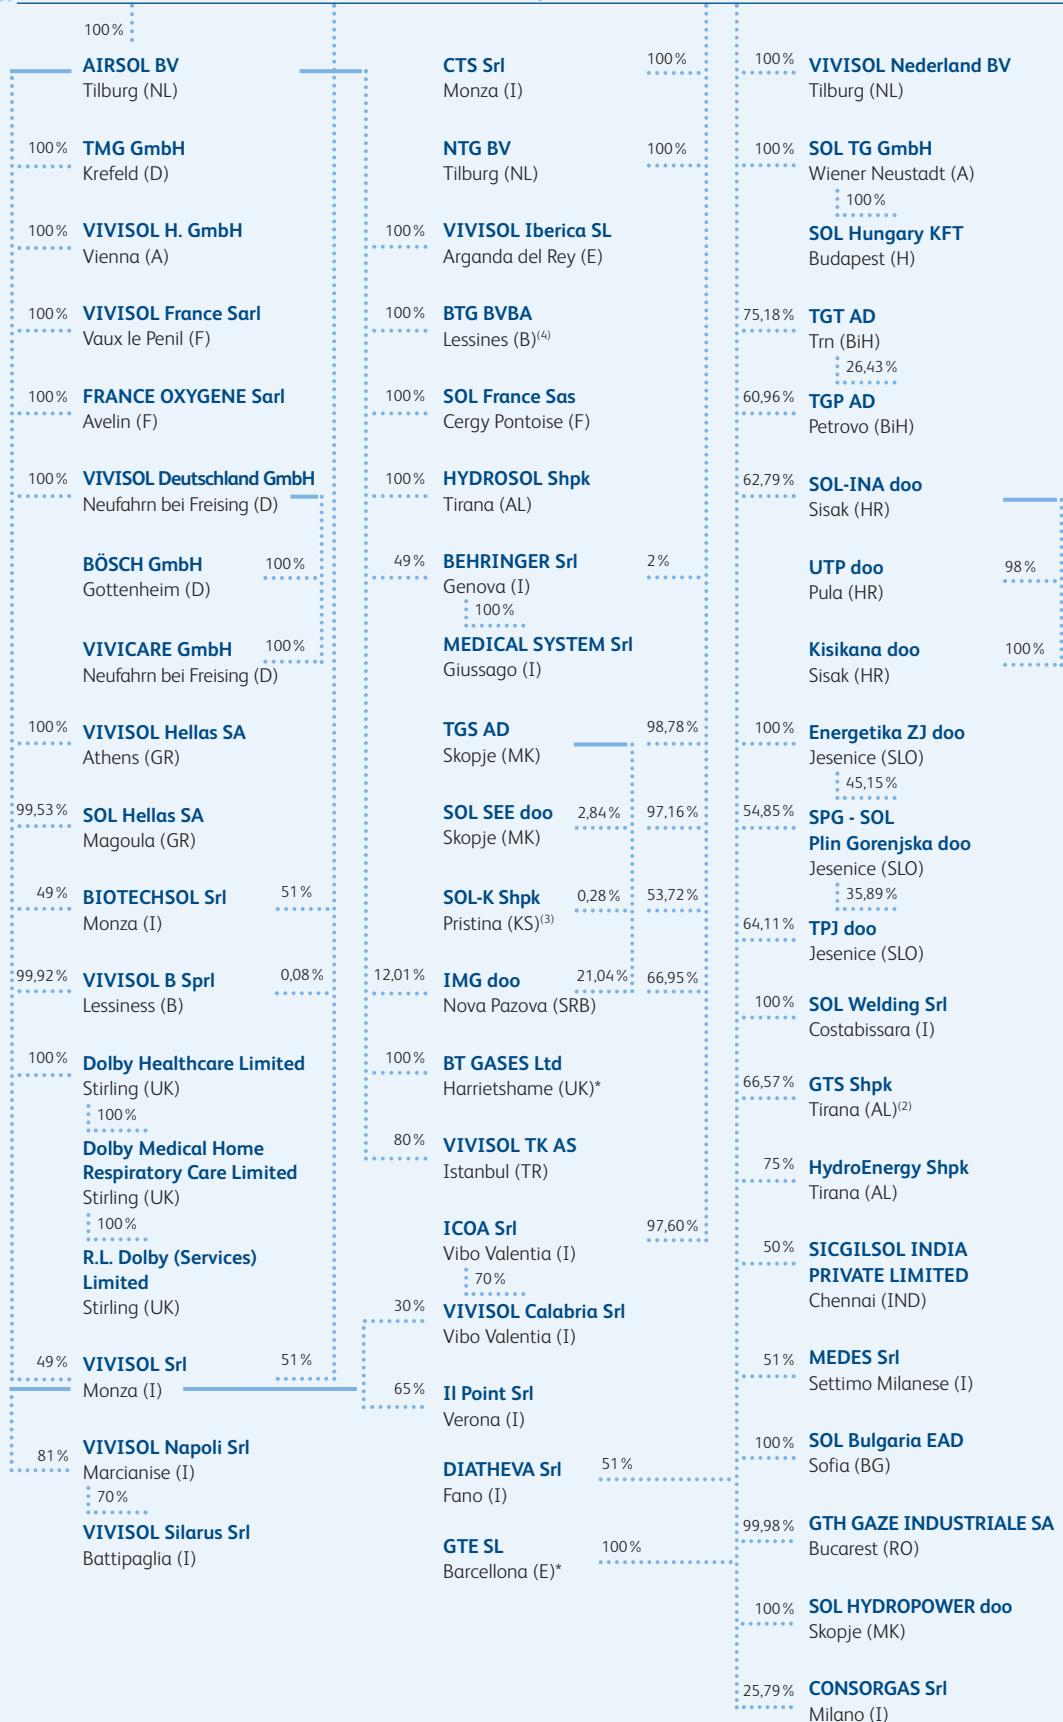 100%
AIRSOL BV
Tilburg (NL)
100% TMG GmbH
Krefeld (D)
100% VIVISOL H. GmbH
Vienna (A)
100% VIVISOL France Sarl
Vaux le Penil (F)
100% FRANCE OXYGENE Sarl
Avelin (F)
100% VIVISOL Deutschland GmbH
Neufahrn bei Freising (D)
BÖSCH GmbH 100%
Gottenheim (D)
VIVICARE GmbH 100%
Neufahrn bei Freising (D)
100% VIVISOL Hellas SA
Athens (GR)
99,53% SOL Hellas SA
Magoula (GR)
49% BIOTECHSOL Srl 51%
Monza (I)
99,92% VIVISOL B Sprl 0,08%
Lessiness (B)
100% Dolby Healthcare Limited
Stirling (UK)
100%
Dolby Medical Home
Respiratory Care Limited
Stirling (UK)
100%
R.L. Dolby (Services)
Limited
Stirling (UK)
49% VIVISOL Srl 51%
Monza (I)
81% VIVISOL Napoli Srl
Marcianise (I)
70%
VIVISOL Silarus Srl
Battipaglia (I)
CTS Srl 100%
Monza (I)
NTG BV 100%
Tilburg (NL)
100% VIVISOL Iberica SL
Arganda del Rey (E)
100% BTG BVBA
Lessines (B)(4)
100% SOL France Sas
Cergy Pontoise (F)
100% HYDROSOL Shpk
Tirana (AL)
49% BEHRINGER Srl 2%
Genova (I)
100%
MEDICAL SYSTEM Srl
Giussago (I)
TGS AD 98,78%
Skopje (MK)
SOL SEE doo 2,84% 97,16%
Skopje (MK)
SOL-K Shpk 0,28% 53,72%
Pristina (KS)(3)
12,01% IMG doo 21,04% 66,95%
Nova Pazova (SRB)
100% BT GASES Ltd
Harrietshame (UK)*
80% VIVISOL TK AS
Istanbul (TR)
ICOA Srl 97,60%
Vibo Valentia (I)
70%
30% VIVISOL Calabria Srl
Vibo Valentia (I)
65% Il Point Srl
Verona (I)
DIATHEVA Srl 51%
Fano (I)
GTE SL 100%
Barcellona (E)*
100% VIVISOL Nederland BV
Tilburg (NL)
100% SOL TG GmbH
Wiener Neustadt (A)
100%
SOL Hungary KFT
Budapest (H)
75,18% TGT AD
Trn (BiH)
26,43%
60,96% TGP AD
Petrovo (BiH)
62,79% SOL-INA doo
Sisak (HR)
UTP doo 98%
Pula (HR)
Kisikana doo 100%
Sisak (HR)
100% Energetika ZJ doo
Jesenice (SLO)
45,15%
54,85% SPG - SOL
Plin Gorenjska doo
Jesenice (SLO)
35,89%
64,11% TPJ doo
Jesenice (SLO)
100% SOL Welding Srl
Costabissara (I)
66,57% GTS Shpk
Tirana (AL)(2)
75% HydroEnergy Shpk
Tirana (AL)
50% SICGILSOL INDIA
PRIVATE LIMITED
Chennai (IND)
51% MEDES Srl
Settimo Milanese (I)
100% SOL Bulgaria EAD
Sofia (BG)
99,98% GTH GAZE INDUSTRIALE SA
Bucarest (RO)
100% SOL HYDROPOWER doo
Skopje (MK)
25,79% CONSORGAS Srl
Milano (I)